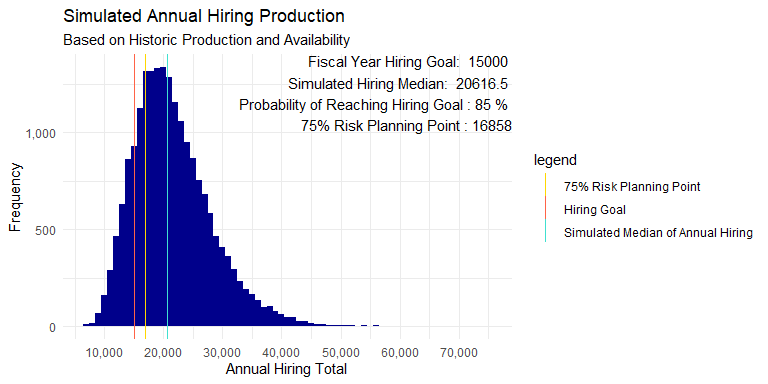 Simulated Annual Hiring Production
Based on Historic Production and Availability
Fiscal Year Hiring Goal:  15000
Simulated Hiring Median:  20616.5
Probability of Reaching Hiring Goal : 85 %
75% Risk Planning Point : 16858
1,000
500
0
Frequency
10,000 20,000 30,000 40,000 50,000 60,000 70,000
Annual Hiring Total
legend
75% Risk Planning Point
Hiring Goal
Simulated Median of Annual Hiring